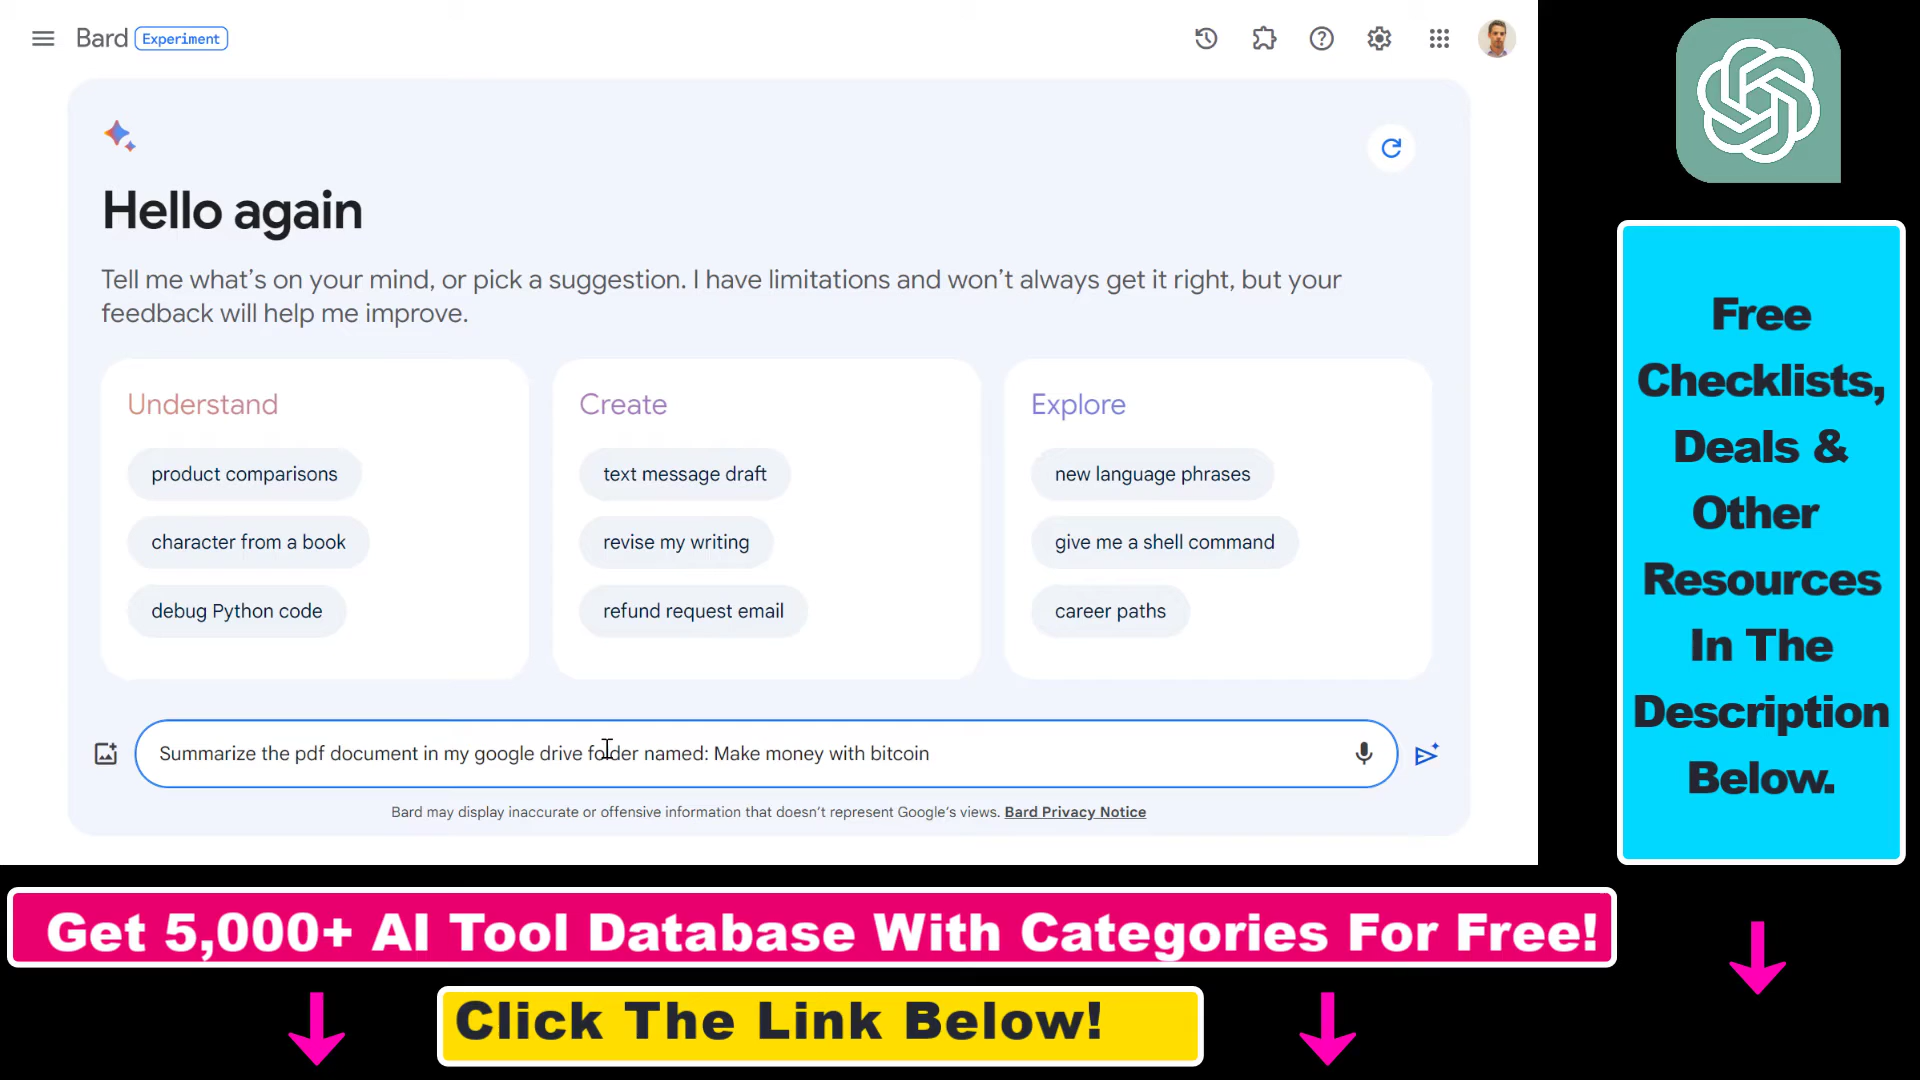 Bard Experiment
Hello again
Tell me what's on your mind, or pick a suggestion. I have limitations and won't always get it right, but your
feedback will help me improve.
Understand
product comparisons
character from a book
debug Python code
Create
text message draft
revise my writing
refund request email
Explore
new language phrases
give me a shell command
career paths
Summarize the pdf document in my google drive folder named: Make money with bitcoin
Bard may display inaccurate or offensive information that doesn't represent Google's views. Bard Privacy Notice
Free
Checklists,
Deals &
Other
Resources
In The
Description
Below.
Get 5,000+ AI Tool Database With Categories For Free!
Click The Link Below!